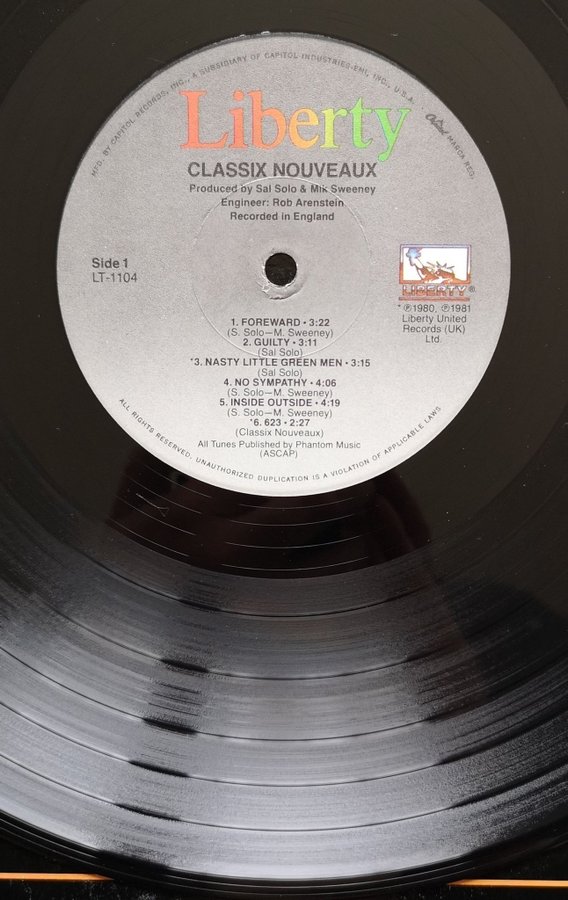 MFD. BY CAPITOL RECORDS, INC., A SUBSIDIARY OF CAPITOL INDUSTRIES-EMI, INC., U.S.A.
Capitol MARCA REG.
Liberty
CLASSIX NOUVEAUX
Produced by Sal Solo & Mik Sweeney
Engineer: Rob Arenstein
Recorded in England
Side 1
LT-1104
LIBERTY®
*℗1980, ℗1981
Liberty United
Records (UK)
Ltd.
1. FOREWARD • 3:22
(S. Solo—M. Sweeney)
2. GUILTY • 3:11
(Sal Solo)
*3. NASTY LITTLE GREEN MEN • 3:15
(Sal Solo)
4. NO SYMPATHY • 4:06
(S. Solo—M. Sweeney)
5. INSIDE OUTSIDE • 4:19
(S. Solo—M. Sweeney)
*6. 623 • 2:27
(Classix Nouveaux)
All Tunes Published by Phantom Music
(ASCAP)
ALL RIGHTS RESERVED. UNAUTHORIZED DUPLICATION IS A VIOLATION OF APPLICABLE LAWS